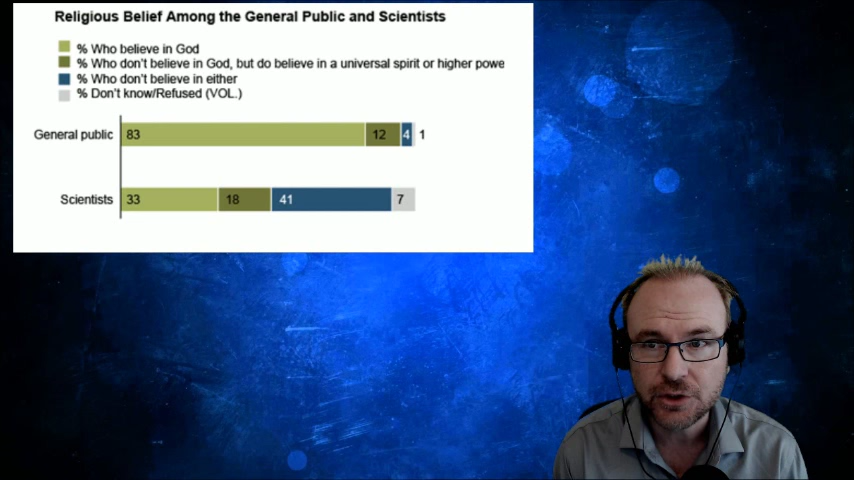 Religious Belief Among the General Public and Scientists
% Who believe in God
% Who don't believe in God, but do believe in a universal spirit or higher powe
% Who don't believe in either
% Don't know/Refused (VOL.)
General public 83 12 4 1
Scientists 33 18 41 7